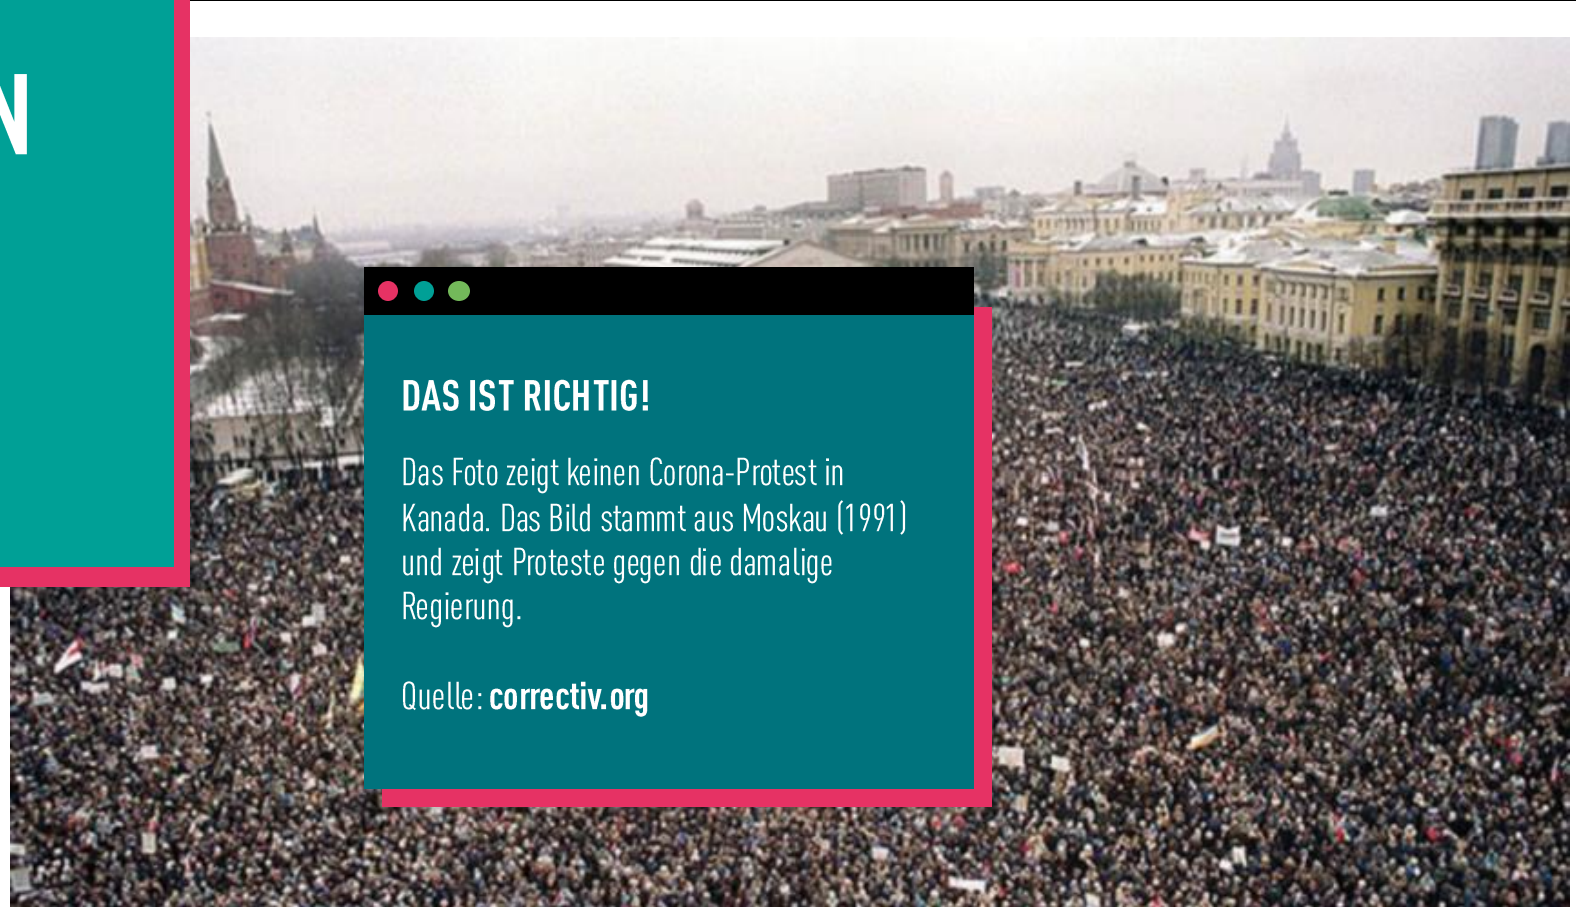 N
DAS IST RICHTIG!
Das Foto zeigt keinen Corona-Protest in
Kanada. Das Bild stammt aus Moskau (1991)
und zeigt Proteste gegen die damalige
Regierung.
Quelle: correctiv.org